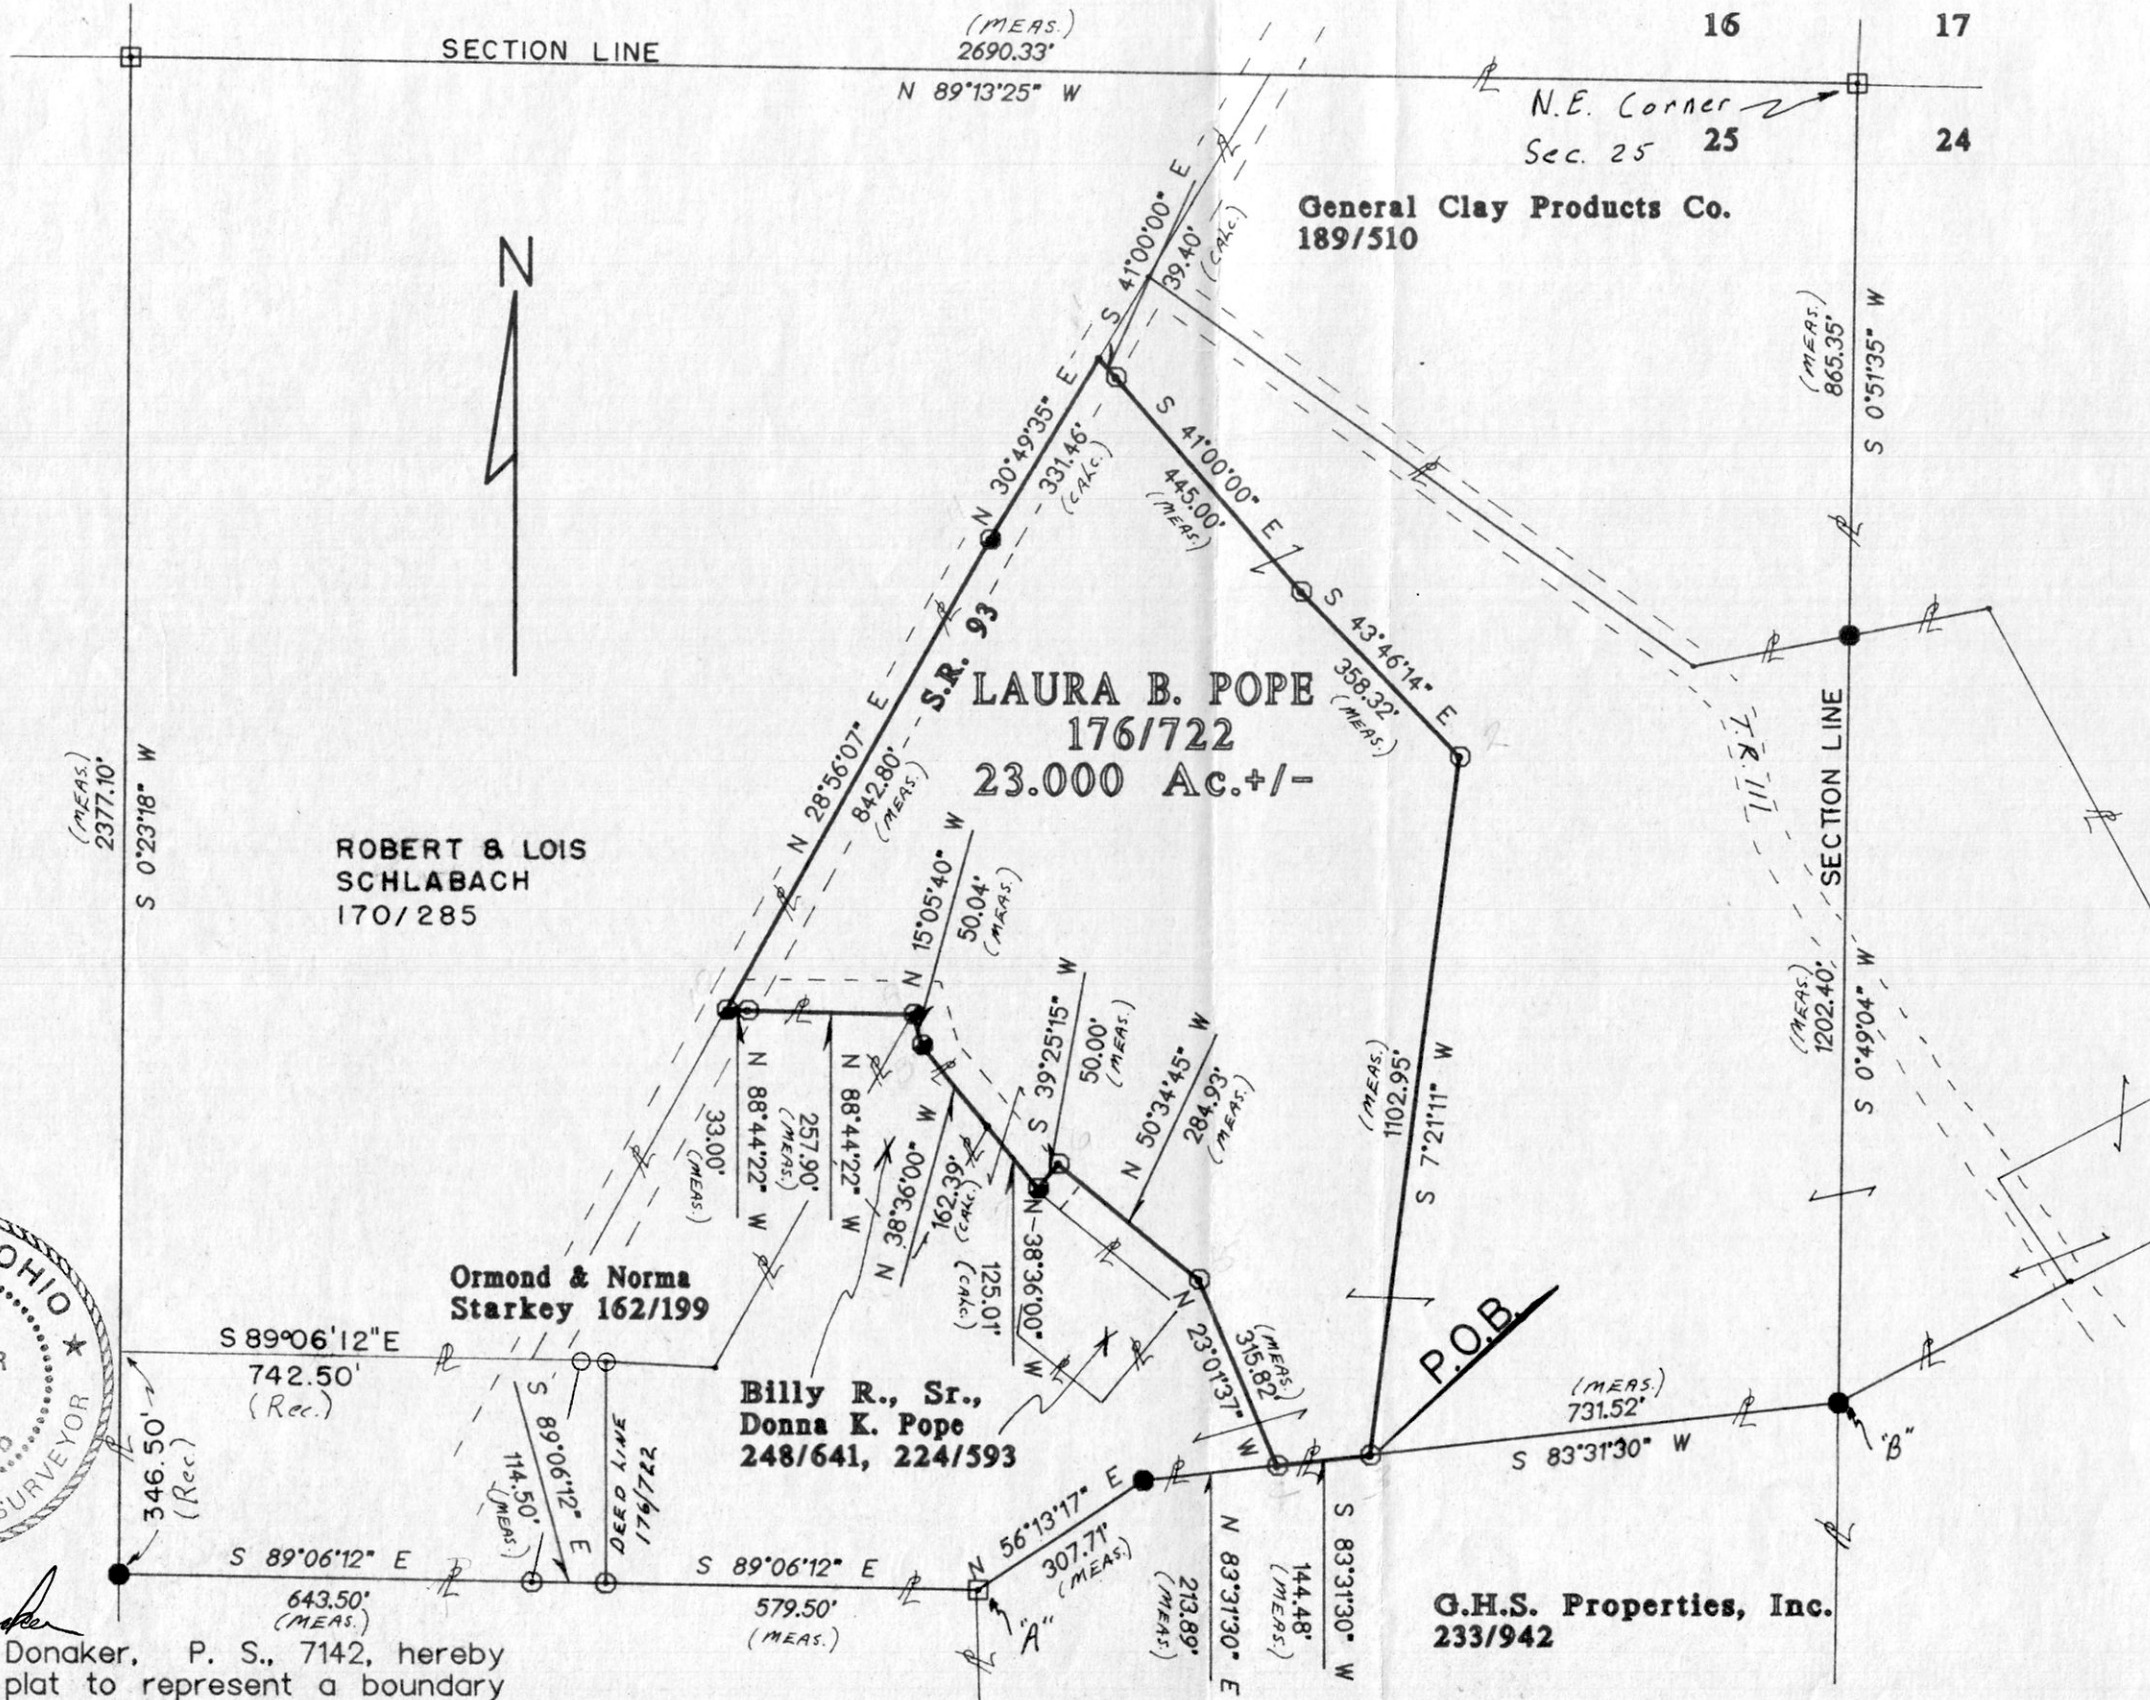 (MEAS.)
2690.33'
SECTION LINE
N 89°13'25" W
16
17
N.E. Corner
Sec. 25
25
24
General Clay Products Co.
189/510
N
S 41°00'00" E
39.40'
(CALC.)
(MEAS.)
865.35'
S 0°51'35" W
N 30°49'35" E
331.46'
(CALC.)
S 41°00'00" E
445.00'
(MEAS.)
S 43°46'14" E
358.32'
(MEAS.)
S.R. 93
LAURA B. POPE
176/722
23.000 Ac.+/-
N 28°56'07" E
842.80'
(MEAS.)
(MEAS.)
2377.10'
S 0°23'18" W
ROBERT & LOIS
SCHLABACH
170/285
T.R. 111
SECTION LINE
N 15°05'40" W
50.04'
(MEAS.)
S 39°25'15" W
50.00'
(MEAS.)
N 50°34'45" W
284.93'
(MEAS.)
(MEAS.)
1102.95'
S 7°21'11" W
(MEAS.)
1202.40'
S 0°49'04" W
33.00'
(MEAS.)
N 88°44'22" W
257.90'
(MEAS.)
N 88°44'22" W
N 38°36'00" W
162.39'
(CALC.)
125.01'
(CALC.)
N 38°36'00" W
N 23°01'37" W
315.82'
(MEAS.)
P.O.B.
Ormond & Norma
Starkey 162/199
S 89°06'12" E
742.50'
(Rec.)
346.50'
(Rec.)
S 89°06'12" E
114.50'
(MEAS.)
DEED LINE
176/722
Billy R., Sr.,
Donna K. Pope
248/641, 224/593
(MEAS.)
731.52'
S 83°31'30" W
"B"
S 89°06'12" E
643.50'
(MEAS.)
S 89°06'12" E
579.50'
(MEAS.)
"A"
N 56°13'17" E
307.71'
(MEAS.)
213.89'
(MEAS.)
N 83°31'30" E
144.48'
(MEAS.)
S 83°31'30" W
G.H.S. Properties, Inc.
233/942
OHIO
SURVEYOR
Donaker, P. S., 7142, hereby
plat to represent a boundary